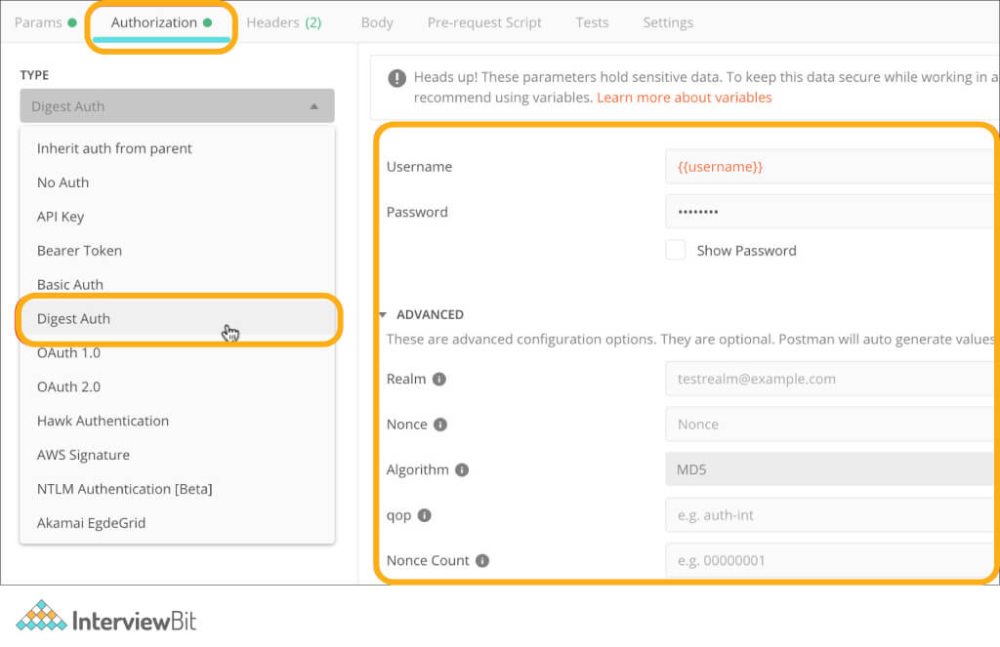 Params Authorization Headers (2) Body Pre-request Script Tests Settings
TYPE
Digest Auth
Inherit auth from parent
No Auth
API Key
Bearer Token
Basic Auth
Digest Auth
OAuth 1.0
OAuth 2.0
Hawk Authentication
AWS Signature
NTLM Authentication [Beta]
Akamai EgdeGrid
Heads up! These parameters hold sensitive data. To keep this data secure while working in a
recommend using variables. Learn more about variables
Username {{username}}
Password ••••••••
Show Password
ADVANCED
These are advanced configuration options. They are optional. Postman will auto generate values
Realm testrealm@example.com
Nonce Nonce
Algorithm MD5
qop e.g. auth-int
Nonce Count e.g. 00000001
InterviewBit